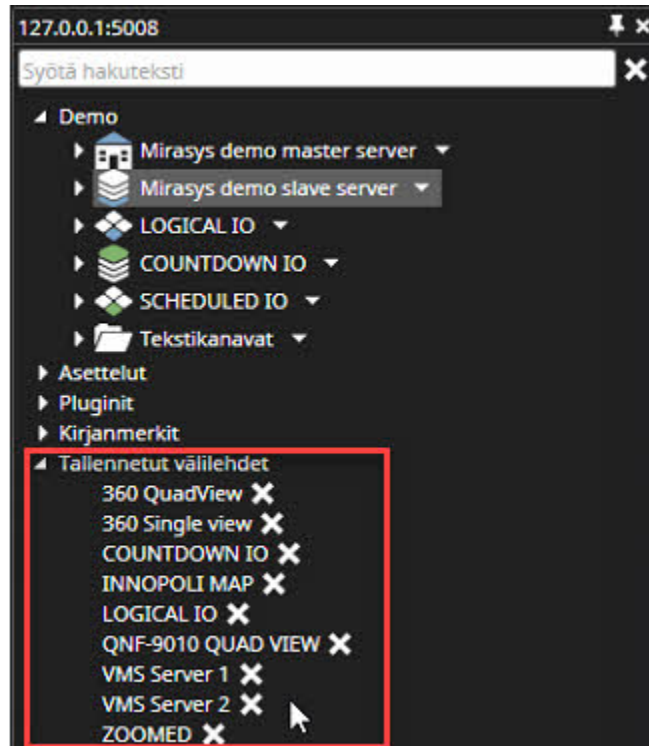 127.0.0.1:5008
Syötä hakuteksti
Demo
Mirasys demo master server
Mirasys demo slave server
LOGICAL IO
COUNTDOWN IO
SCHEDULED IO
Tekstikanavat
Asettelut
Pluginit
Kirjanmerkit
Tallennetut välilehdet
360 QuadView
360 Single view
COUNTDOWN IO
INNOPOLI MAP
LOGICAL IO
QNF-9010 QUAD VIEW
VMS Server 1
VMS Server 2
ZOOMED